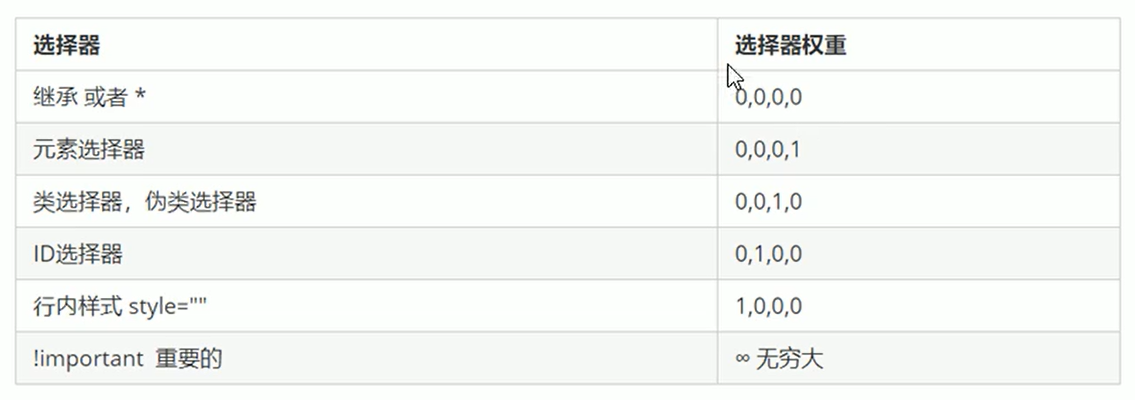 选择器 选择器权重
继承 或者 * 0,0,0,0
元素选择器 0,0,0,1
类选择器，伪类选择器 0,0,1,0
ID选择器 0,1,0,0
行内样式 style="" 1,0,0,0
!important 重要的 ∞ 无穷大